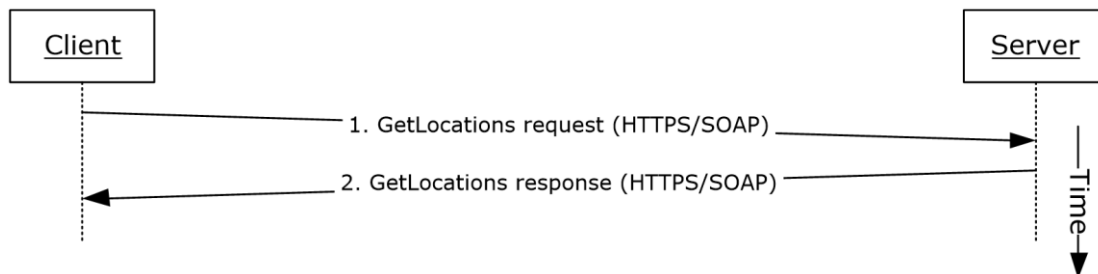 Client
Server
1. GetLocations request (HTTPS/SOAP)
2. GetLocations response (HTTPS/SOAP)
Time